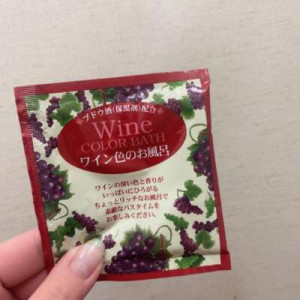 ブドウ酒(保湿剤)配合
Wine
COLOR BATH
ワイン色のお風呂
ワインの深い色と香りが
いっぱいにひろがる
ちょっとリッチなお風呂で
素敵なバスタイムを
お楽しみください。